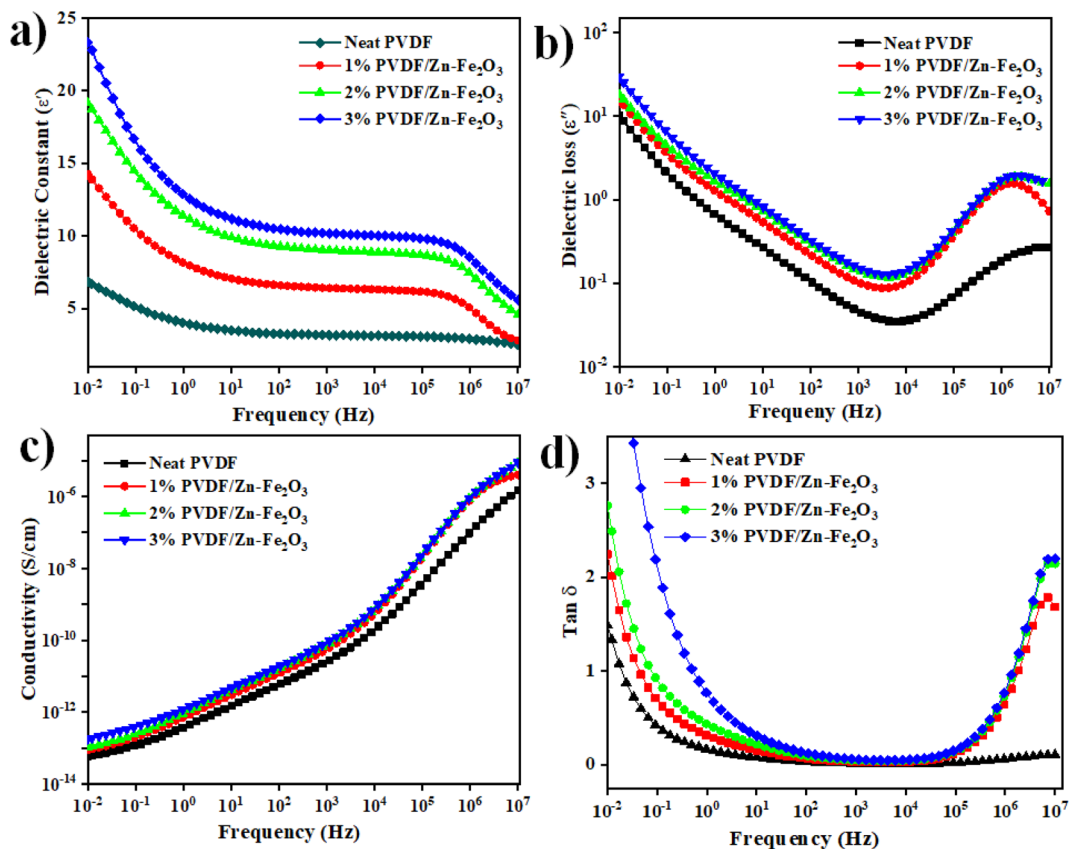 a)
25
20
15
10
5
Dielectric Constant (ε')
Neat PVDF
1% PVDF/Zn-Fe₂O₃
2% PVDF/Zn-Fe₂O₃
3% PVDF/Zn-Fe₂O₃
10⁻² 10⁻¹ 10⁰ 10¹ 10² 10³ 10⁴ 10⁵ 10⁶ 10⁷
Frequency (Hz)
b)
10²
10¹
10⁰
10⁻¹
10⁻²
Dielectric loss (ε'')
Neat PVDF
1% PVDF/Zn-Fe₂O₃
2% PVDF/Zn-Fe₂O₃
3% PVDF/Zn-Fe₂O₃
10⁻² 10⁻¹ 10⁰ 10¹ 10² 10³ 10⁴ 10⁵ 10⁶ 10⁷
Frequeny (Hz)
c)
10⁻⁶
10⁻⁸
10⁻¹⁰
10⁻¹²
10⁻¹⁴
Conductivity (S/cm)
Neat PVDF
1% PVDF/Zn-Fe₂O₃
2% PVDF/Zn-Fe₂O₃
3% PVDF/Zn-Fe₂O₃
10⁻² 10⁻¹ 10⁰ 10¹ 10² 10³ 10⁴ 10⁵ 10⁶ 10⁷
Frequency (Hz)
d)
3
2
1
0
Tan δ
Neat PVDF
1% PVDF/Zn-Fe₂O₃
2% PVDF/Zn-Fe₂O₃
3% PVDF/Zn-Fe₂O₃
10⁻² 10⁻¹ 10⁰ 10¹ 10² 10³ 10⁴ 10⁵ 10⁶ 10⁷
Frequency (Hz)